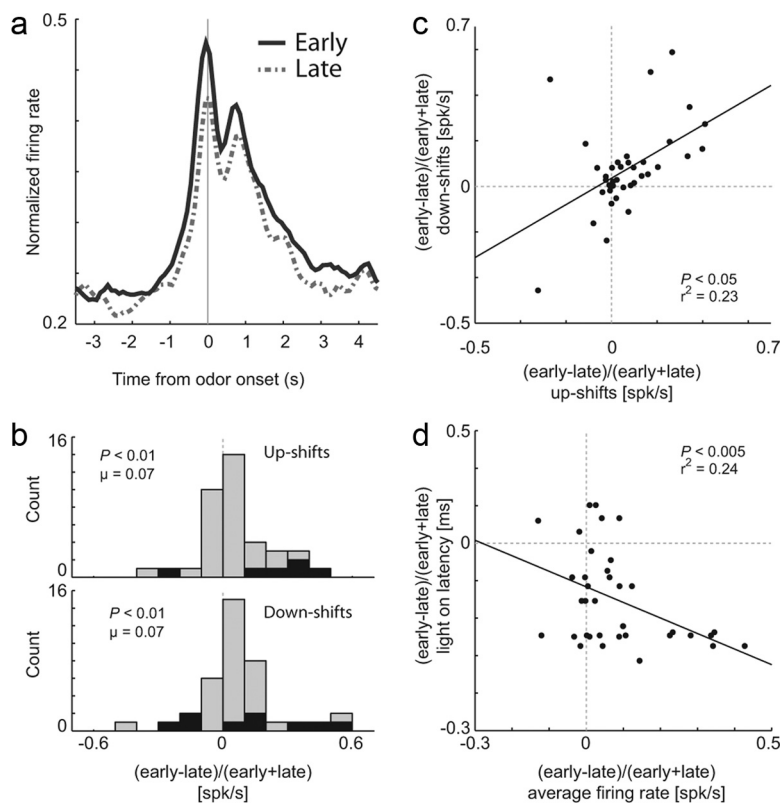 a
0.5
Early
Late
Normalized firing rate
0.2
-3 -2 -1 0 1 2 3 4
Time from odor onset (s)
b
16
P < 0.01
μ = 0.07
Up-shifts
Count
0
16
P < 0.01
μ = 0.07
Down-shifts
Count
0
-0.6 0 0.6
(early-late)/(early+late)
[spk/s]
c
0.7
(early-late)/(early+late)
down-shifts [spk/s]
0
P < 0.05
r² = 0.23
-0.5
-0.5 0 0.7
(early-late)/(early+late)
up-shifts [spk/s]
d
0.5
P < 0.005
r² = 0.24
(early-late)/(early+late)
light on latency [ms]
0
-0.3
-0.3 0 0.5
(early-late)/(early+late)
average firing rate [spk/s]